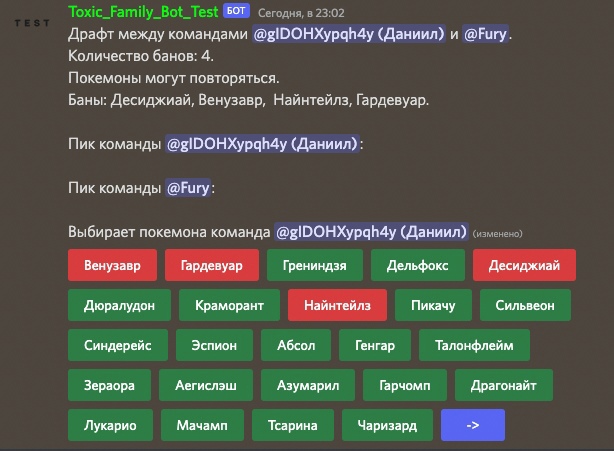 TEST
Toxic_Family_Bot_Test БОТ Сегодня, в 23:02
Драфт между командами @glDOHXypqh4y (Даниил) и @Fury.
Количество банов: 4.
Покемоны могут повторяться.
Баны: Десиджиай, Венузавр, Найнтейлз, Гардевуар.
Пик команды @glDOHXypqh4y (Даниил):
Пик команды @Fury:
Выбирает покемона команда @glDOHXypqh4y (Даниил) (изменено)
Венузавр Гардевуар Грениндзя Дельфокс Десиджиай
Дюралудон Краморант Найнтейлз Пикачу Сильвеон
Синдерейс Эспион Абсол Генгар Талонфлейм
Зераора Аегислэш Азумарил Гарчомп Драгонайт
Лукарио Мачамп Тсарина Чаризард ->